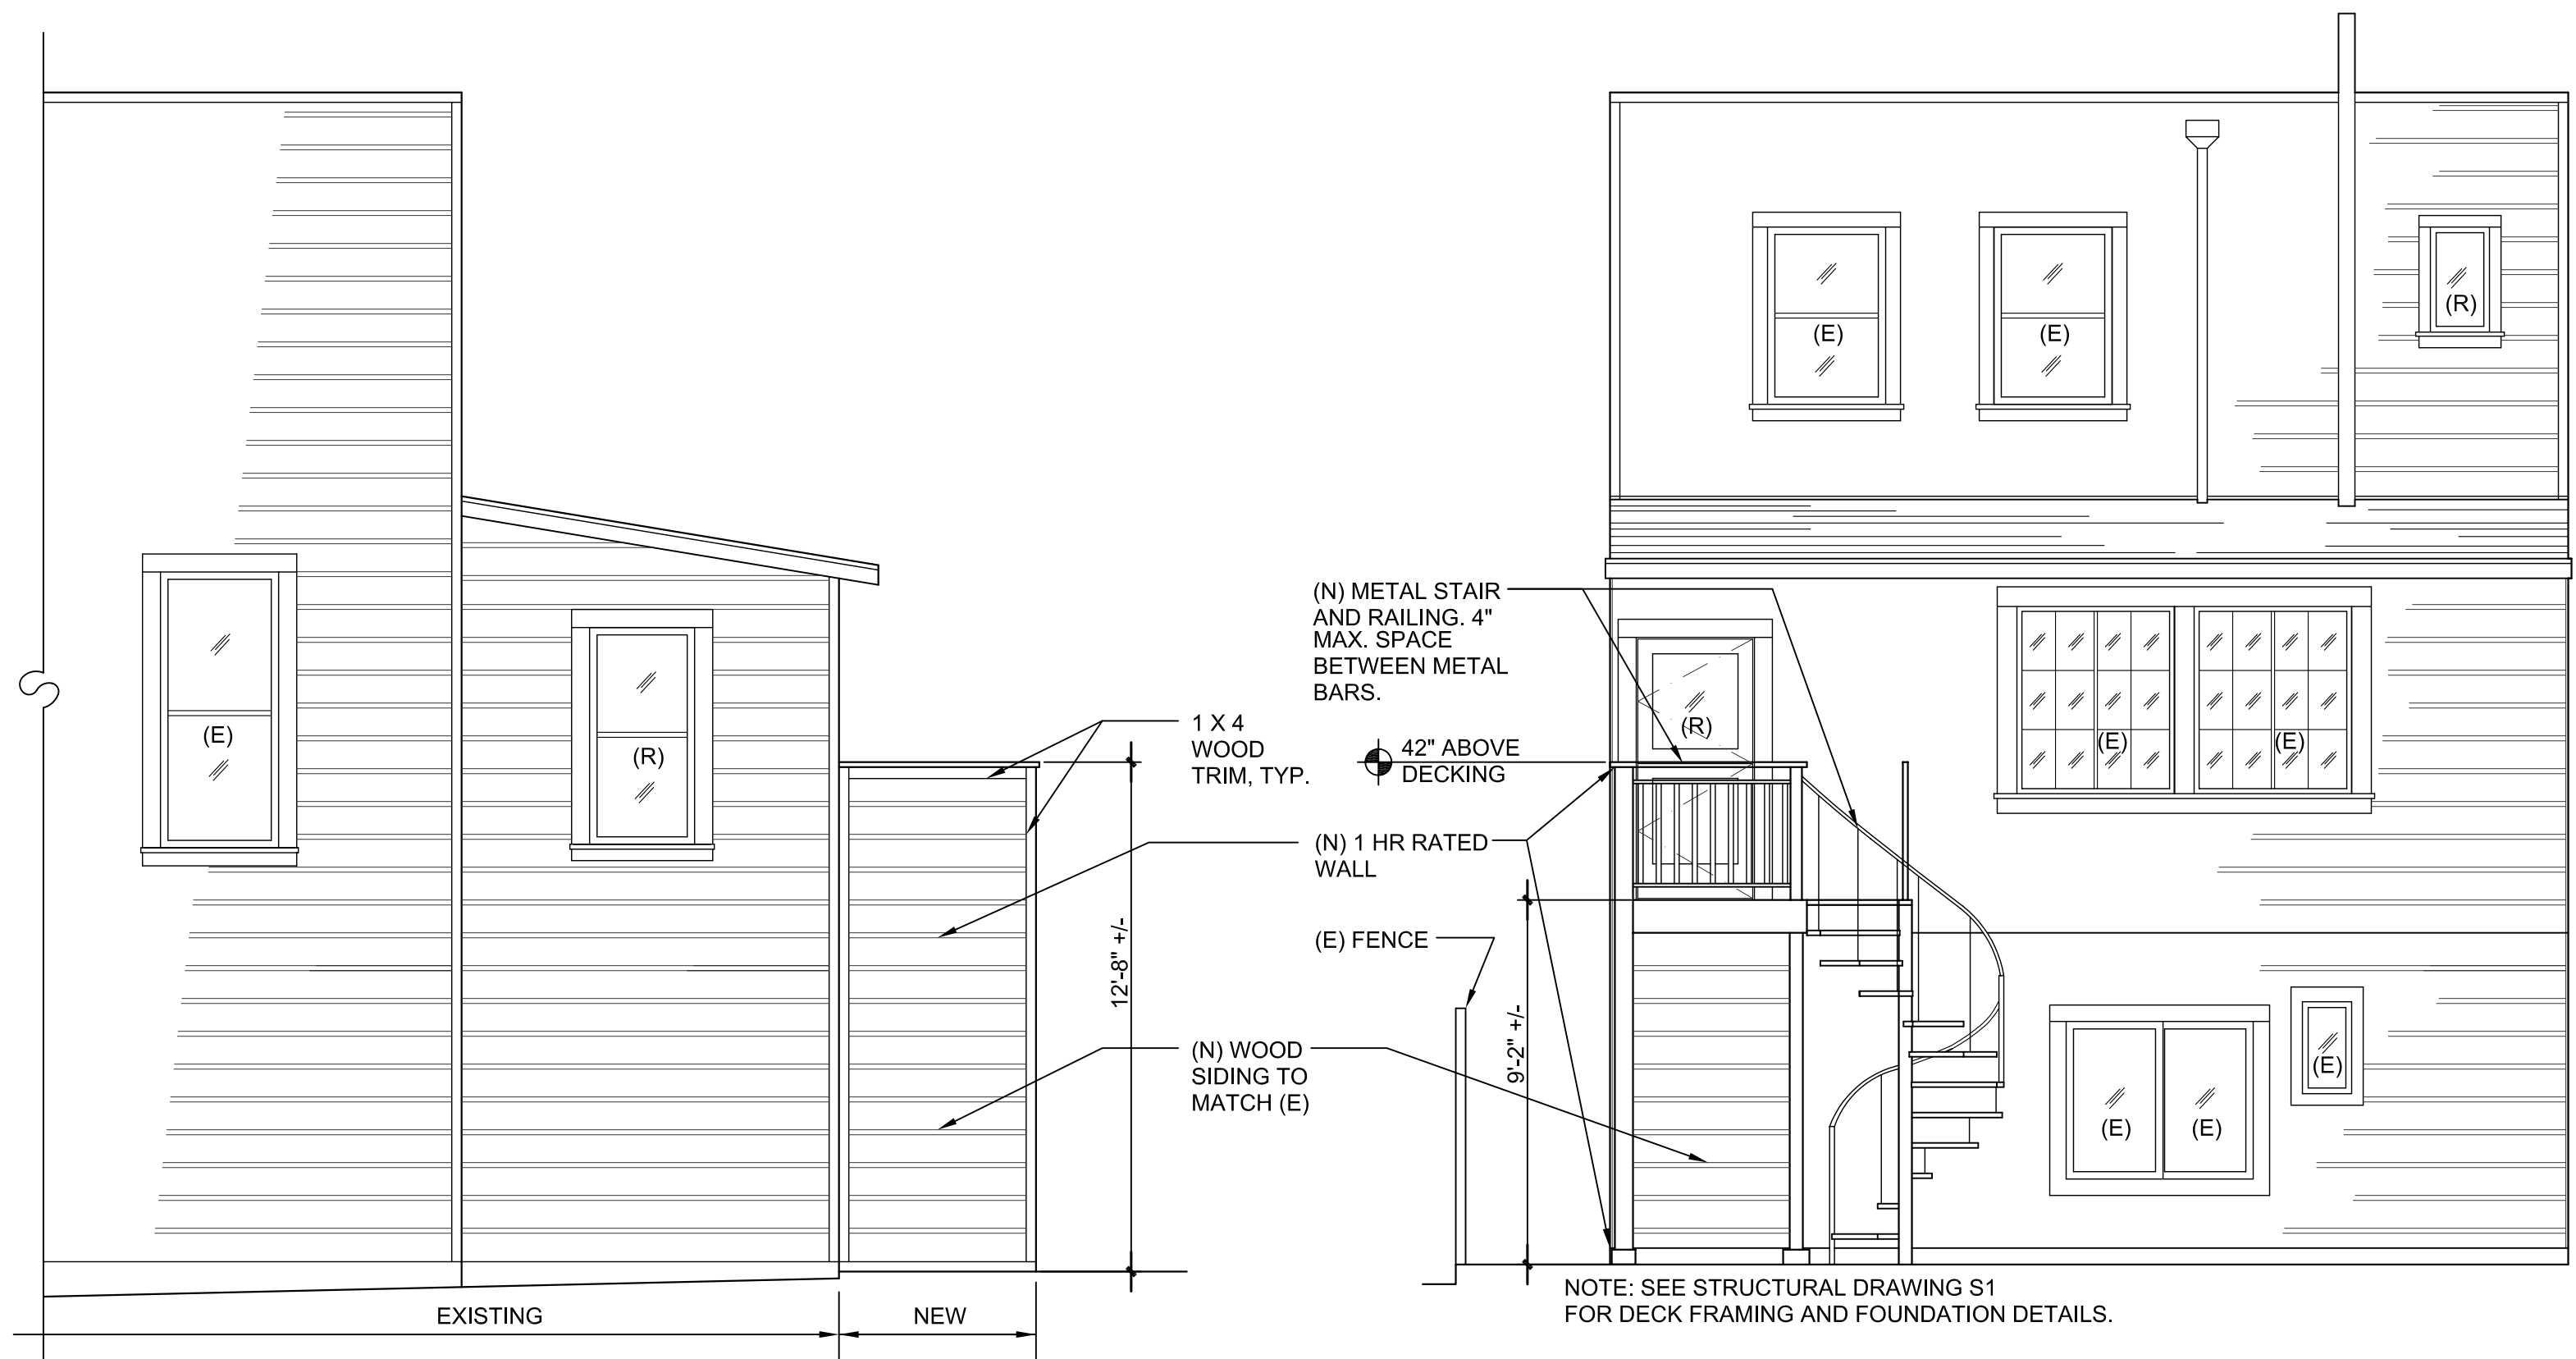 (E)
(R)
1 X 4
WOOD
TRIM, TYP.
12'-8" +/-
(N) WOOD
SIDING TO
MATCH (E)
EXISTING
NEW
(N) METAL STAIR
AND RAILING. 4"
MAX. SPACE
BETWEEN METAL
BARS.
42" ABOVE
DECKING
(N) 1 HR RATED
WALL
(E) FENCE
9'-2" +/-
(E)
(E)
(R)
(R)
(E)
(E)
(E)
(E)
(E)
NOTE: SEE STRUCTURAL DRAWING S1
FOR DECK FRAMING AND FOUNDATION DETAILS.